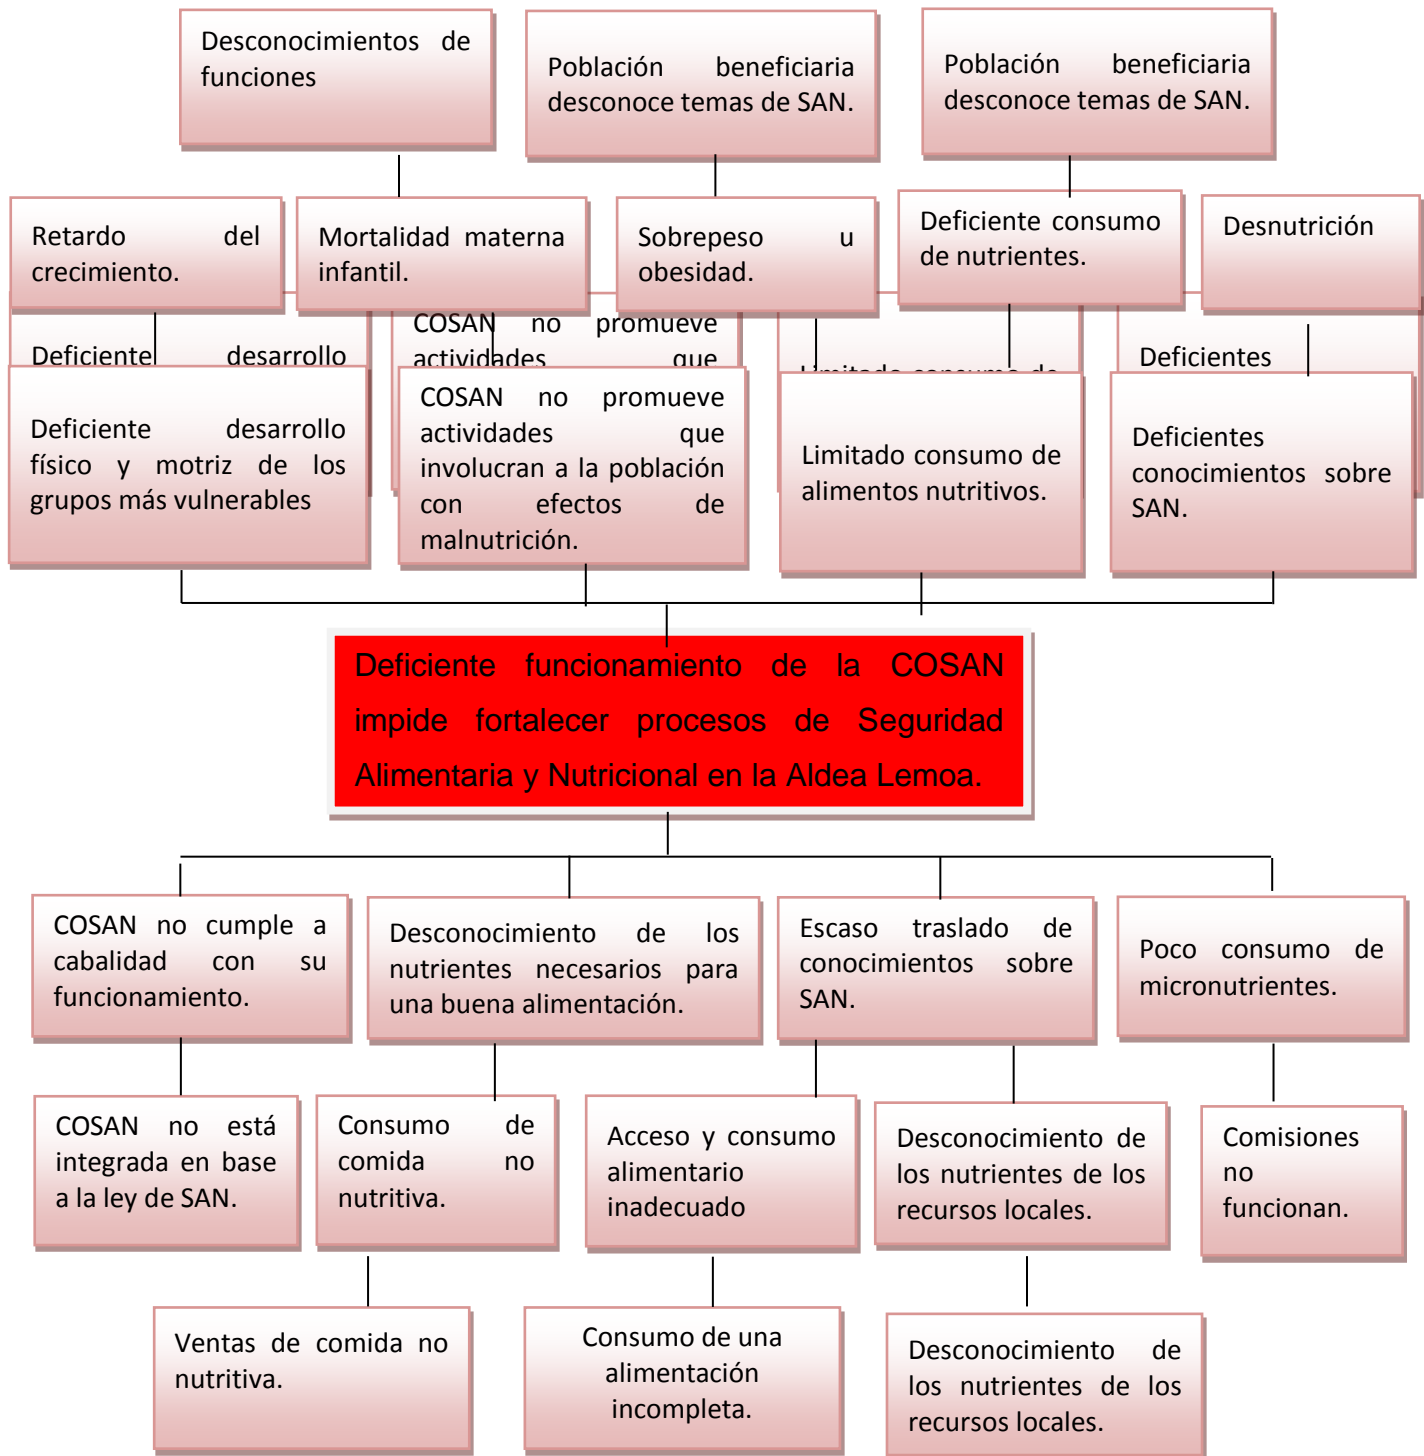 Desconocimientos de
funciones
Población beneficiaria
desconoce temas de SAN.
Población beneficiaria
desconoce temas de SAN.
Retardo del
crecimiento.
Mortalidad materna
infantil.
Sobrepeso u
obesidad.
Deficiente consumo
de nutrientes.
Desnutrición
Deficiente desarrollo
COSAN no promueve
actividades que
Limitado consumo de
Deficientes
Deficiente desarrollo
físico y motriz de los
grupos más vulnerables
COSAN no promueve
actividades que
involucran a la población
con efectos de
malnutrición.
Limitado consumo de
alimentos nutritivos.
Deficientes
conocimientos sobre
SAN.
Deficiente funcionamiento de la COSAN
impide fortalecer procesos de Seguridad
Alimentaria y Nutricional en la Aldea Lemoa.
COSAN no cumple a
cabalidad con su
funcionamiento.
Desconocimiento de los
nutrientes necesarios para
una buena alimentación.
Escaso traslado de
conocimientos sobre
SAN.
Poco consumo de
micronutrientes.
COSAN no está
integrada en base
a la ley de SAN.
Consumo de
comida no
nutritiva.
Acceso y consumo
alimentario
inadecuado
Desconocimiento de
los nutrientes de los
recursos locales.
Comisiones
no
funcionan.
Ventas de comida no
nutritiva.
Consumo de una
alimentación
incompleta.
Desconocimiento de
los nutrientes de los
recursos locales.